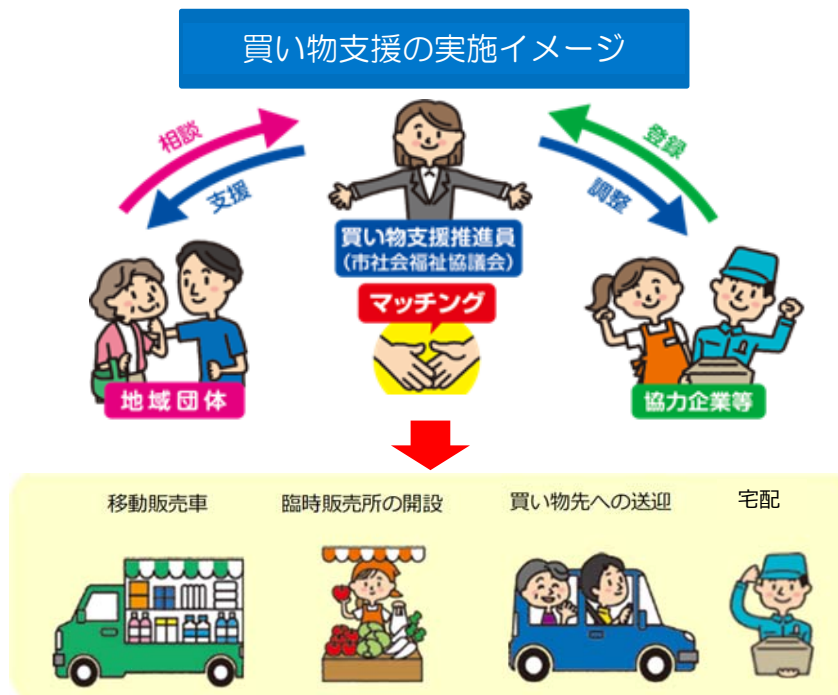 買い物支援の実施イメージ
相談
支援
登録
調整
買い物支援推進員
（市社会福祉協議会）
マッチング
地域団体
協力企業等
移動販売車
臨時販売所の開設
買い物先への送迎
宅配